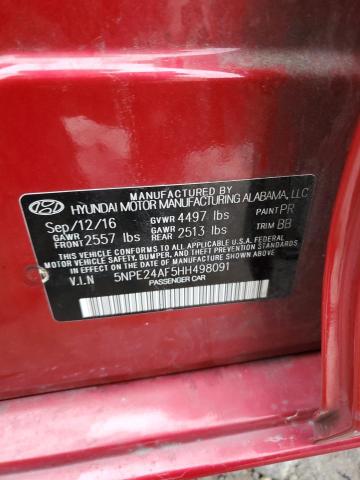 MANUFACTURED BY
HYUNDAI MOTOR MANUFACTURING ALABAMA, LLC
Sep/12/16 GVWR 4497 lbs PAINT PR
GAWR FRONT 2557 lbs GAWR REAR 2513 lbs TRIM BB
THIS VEHICLE CONFORMS TO ALL APPLICABLE U.S. FEDERAL
MOTOR VEHICLE SAFETY, BUMPER, AND THEFT PREVENTION
STANDARDS IN EFFECT ON THE DATE OF MANUFACTURE SHOWN ABOVE.
V.I.N 5NPE24AF5HH498091
PASSENGER CAR